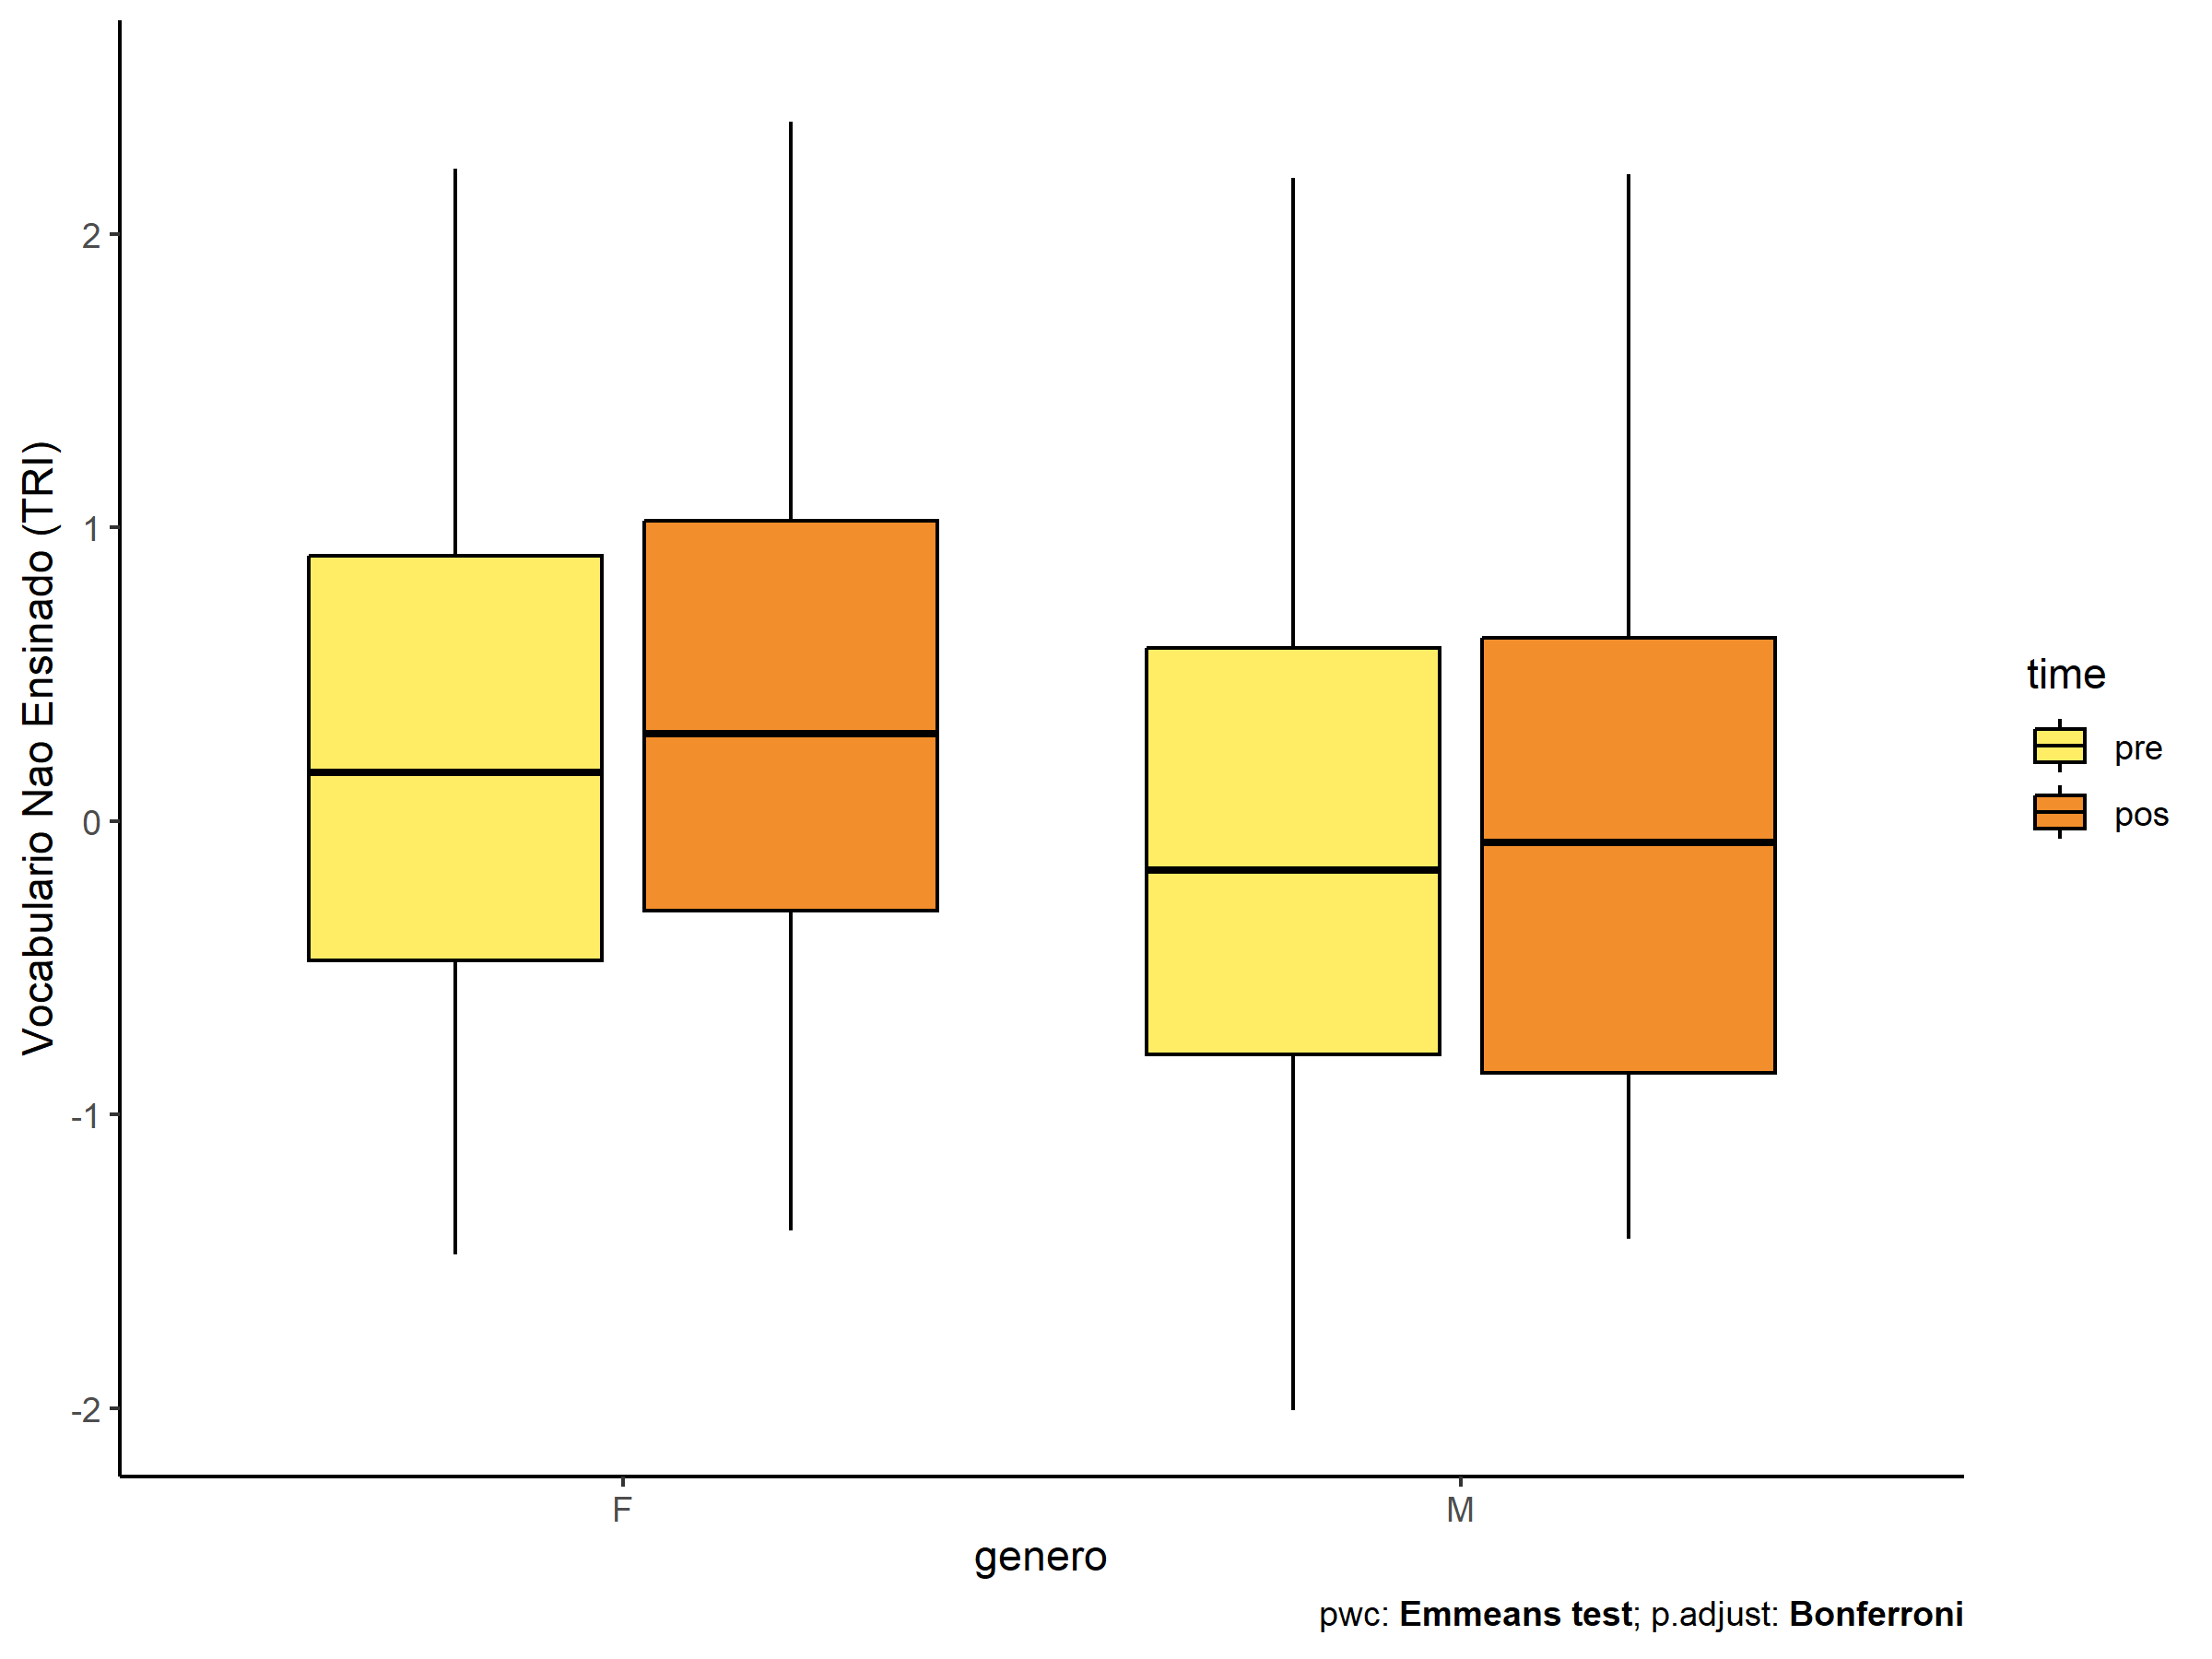 Vocabulario Nao Ensinado (TRI)
2
1
0
-1
-2
F
M
genero
time
pre
pos
pwc: Emmeans test; p.adjust: Bonferroni